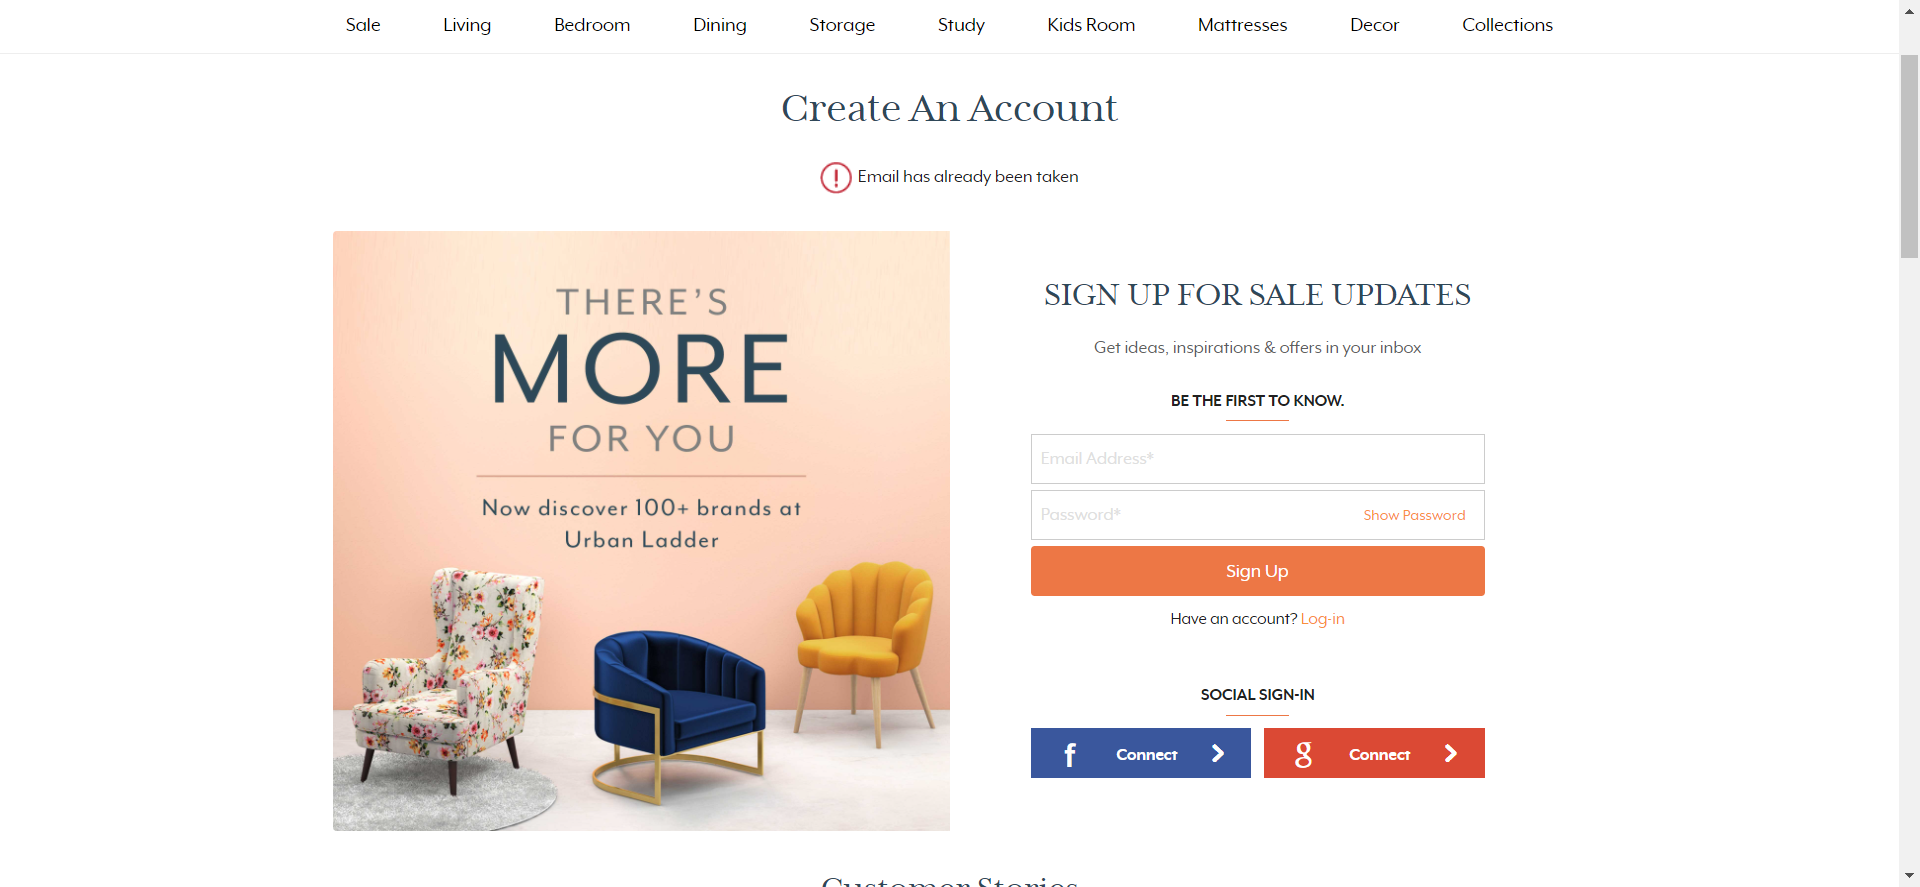 Sale Living Bedroom Dining Storage Study Kids Room Mattresses Decor Collections
Create An Account
Email has already been taken
THERE'S
MORE
FOR YOU
Now discover 100+ brands at
Urban Ladder
SIGN UP FOR SALE UPDATES
Get ideas, inspirations & offers in your inbox
BE THE FIRST TO KNOW.
Email Address*
Password* Show Password
Sign Up
Have an account? Log-in
SOCIAL SIGN-IN
f Connect g Connect
Customer Stories